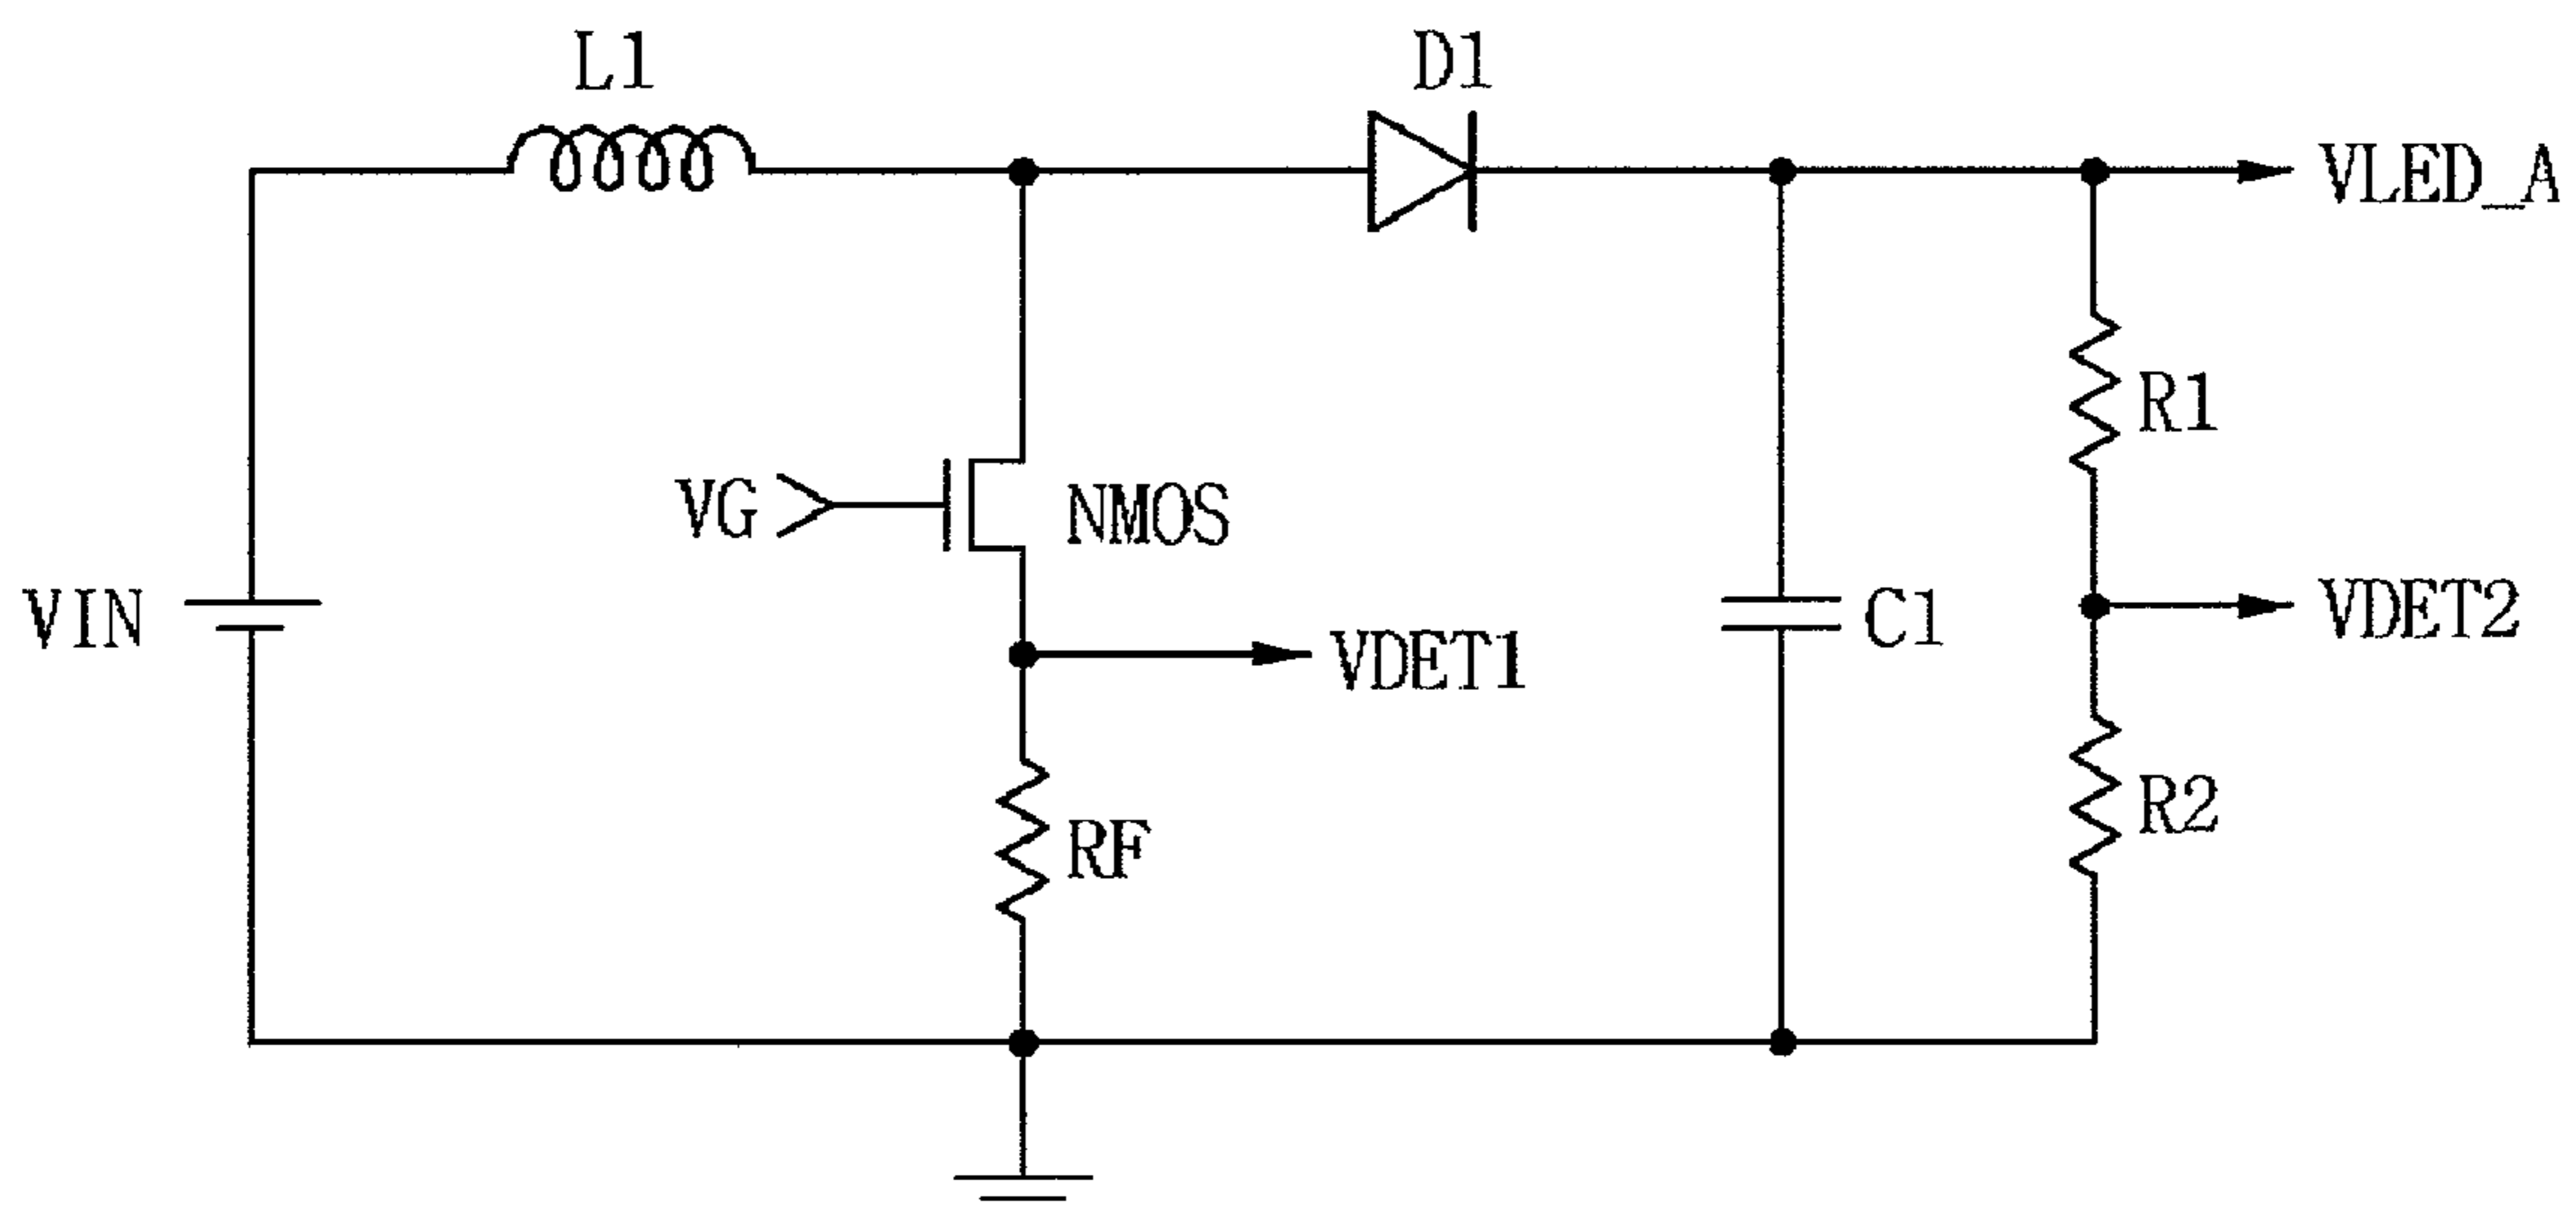 L1
D1
VLED_A
R1
VG
NMOS
VIN
C1
VDET2
VDET1
R2
RF